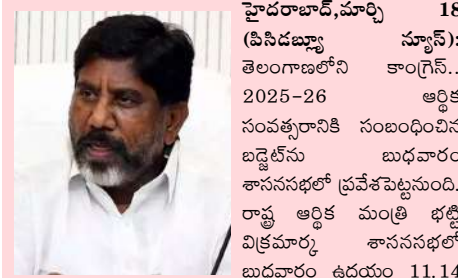 హైదరాబాద్,మార్చి 18
(పిసిడబ్ల్యూ న్యూస్):
తెలంగాణలోని కాంగ్రెస్..
2025-26 ఆర్థిక
సంవత్సరానికి సంబంధించిన
బడ్జెట్‌ను బుధవారం
శాసనసభలో ప్రవేశపెట్టనుంది.
రాష్ట్ర ఆర్థిక మంత్రి భట్టి
విక్రమార్క శాసనసభలో
బుధవారం ఉదయం 11.14